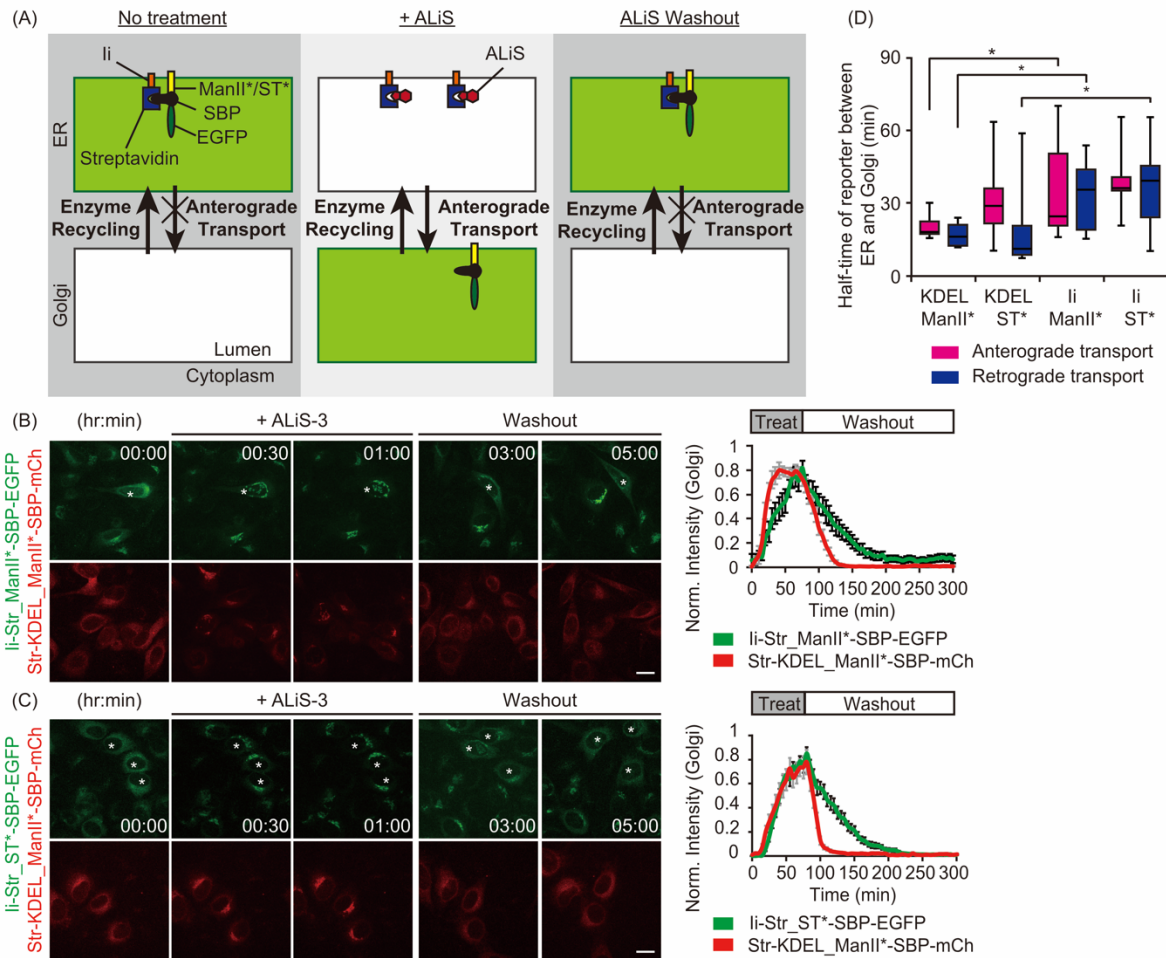 (A)
No treatment
+ ALiS
ALiS Washout
Ii
ManII*/ST*
SBP
EGFP
Streptavidin
ALiS
ER
Enzyme
Recycling
Anterograde
Transport
Enzyme
Recycling
Anterograde
Transport
Enzyme
Recycling
Anterograde
Transport
Golgi
Lumen
Cytoplasm
(D)
Half-time of reporter between
ER and Golgi (min)
90
60
30
0
*
*
*
KDEL
ManII*
KDEL
ST*
Ii
ManII*
Ii
ST*
Anterograde transport
Retrograde transport
(B)
(hr:min)
+ ALiS-3
Washout
Ii-Str_ManII*-SBP-EGFP
Str-KDEL_ManII*-SBP-mCh
00:00
00:30
01:00
03:00
05:00
*
*
*
*
*
Treat
Washout
Norm. Intensity (Golgi)
1
0.8
0.6
0.4
0.2
0
0 50 100 150 200 250 300
Time (min)
Ii-Str_ManII*-SBP-EGFP
Str-KDEL_ManII*-SBP-mCh
(C)
(hr:min)
+ ALiS-3
Washout
Ii-Str_ST*-SBP-EGFP
Str-KDEL_ManII*-SBP-mCh
* * *
* * *
* * *
* * *
* * *
00:00
00:30
01:00
03:00
05:00
Treat
Washout
Norm. Intensity (Golgi)
1
0.8
0.6
0.4
0.2
0
0 50 100 150 200 250 300
Time (min)
Ii-Str_ST*-SBP-EGFP
Str-KDEL_ManII*-SBP-mCh